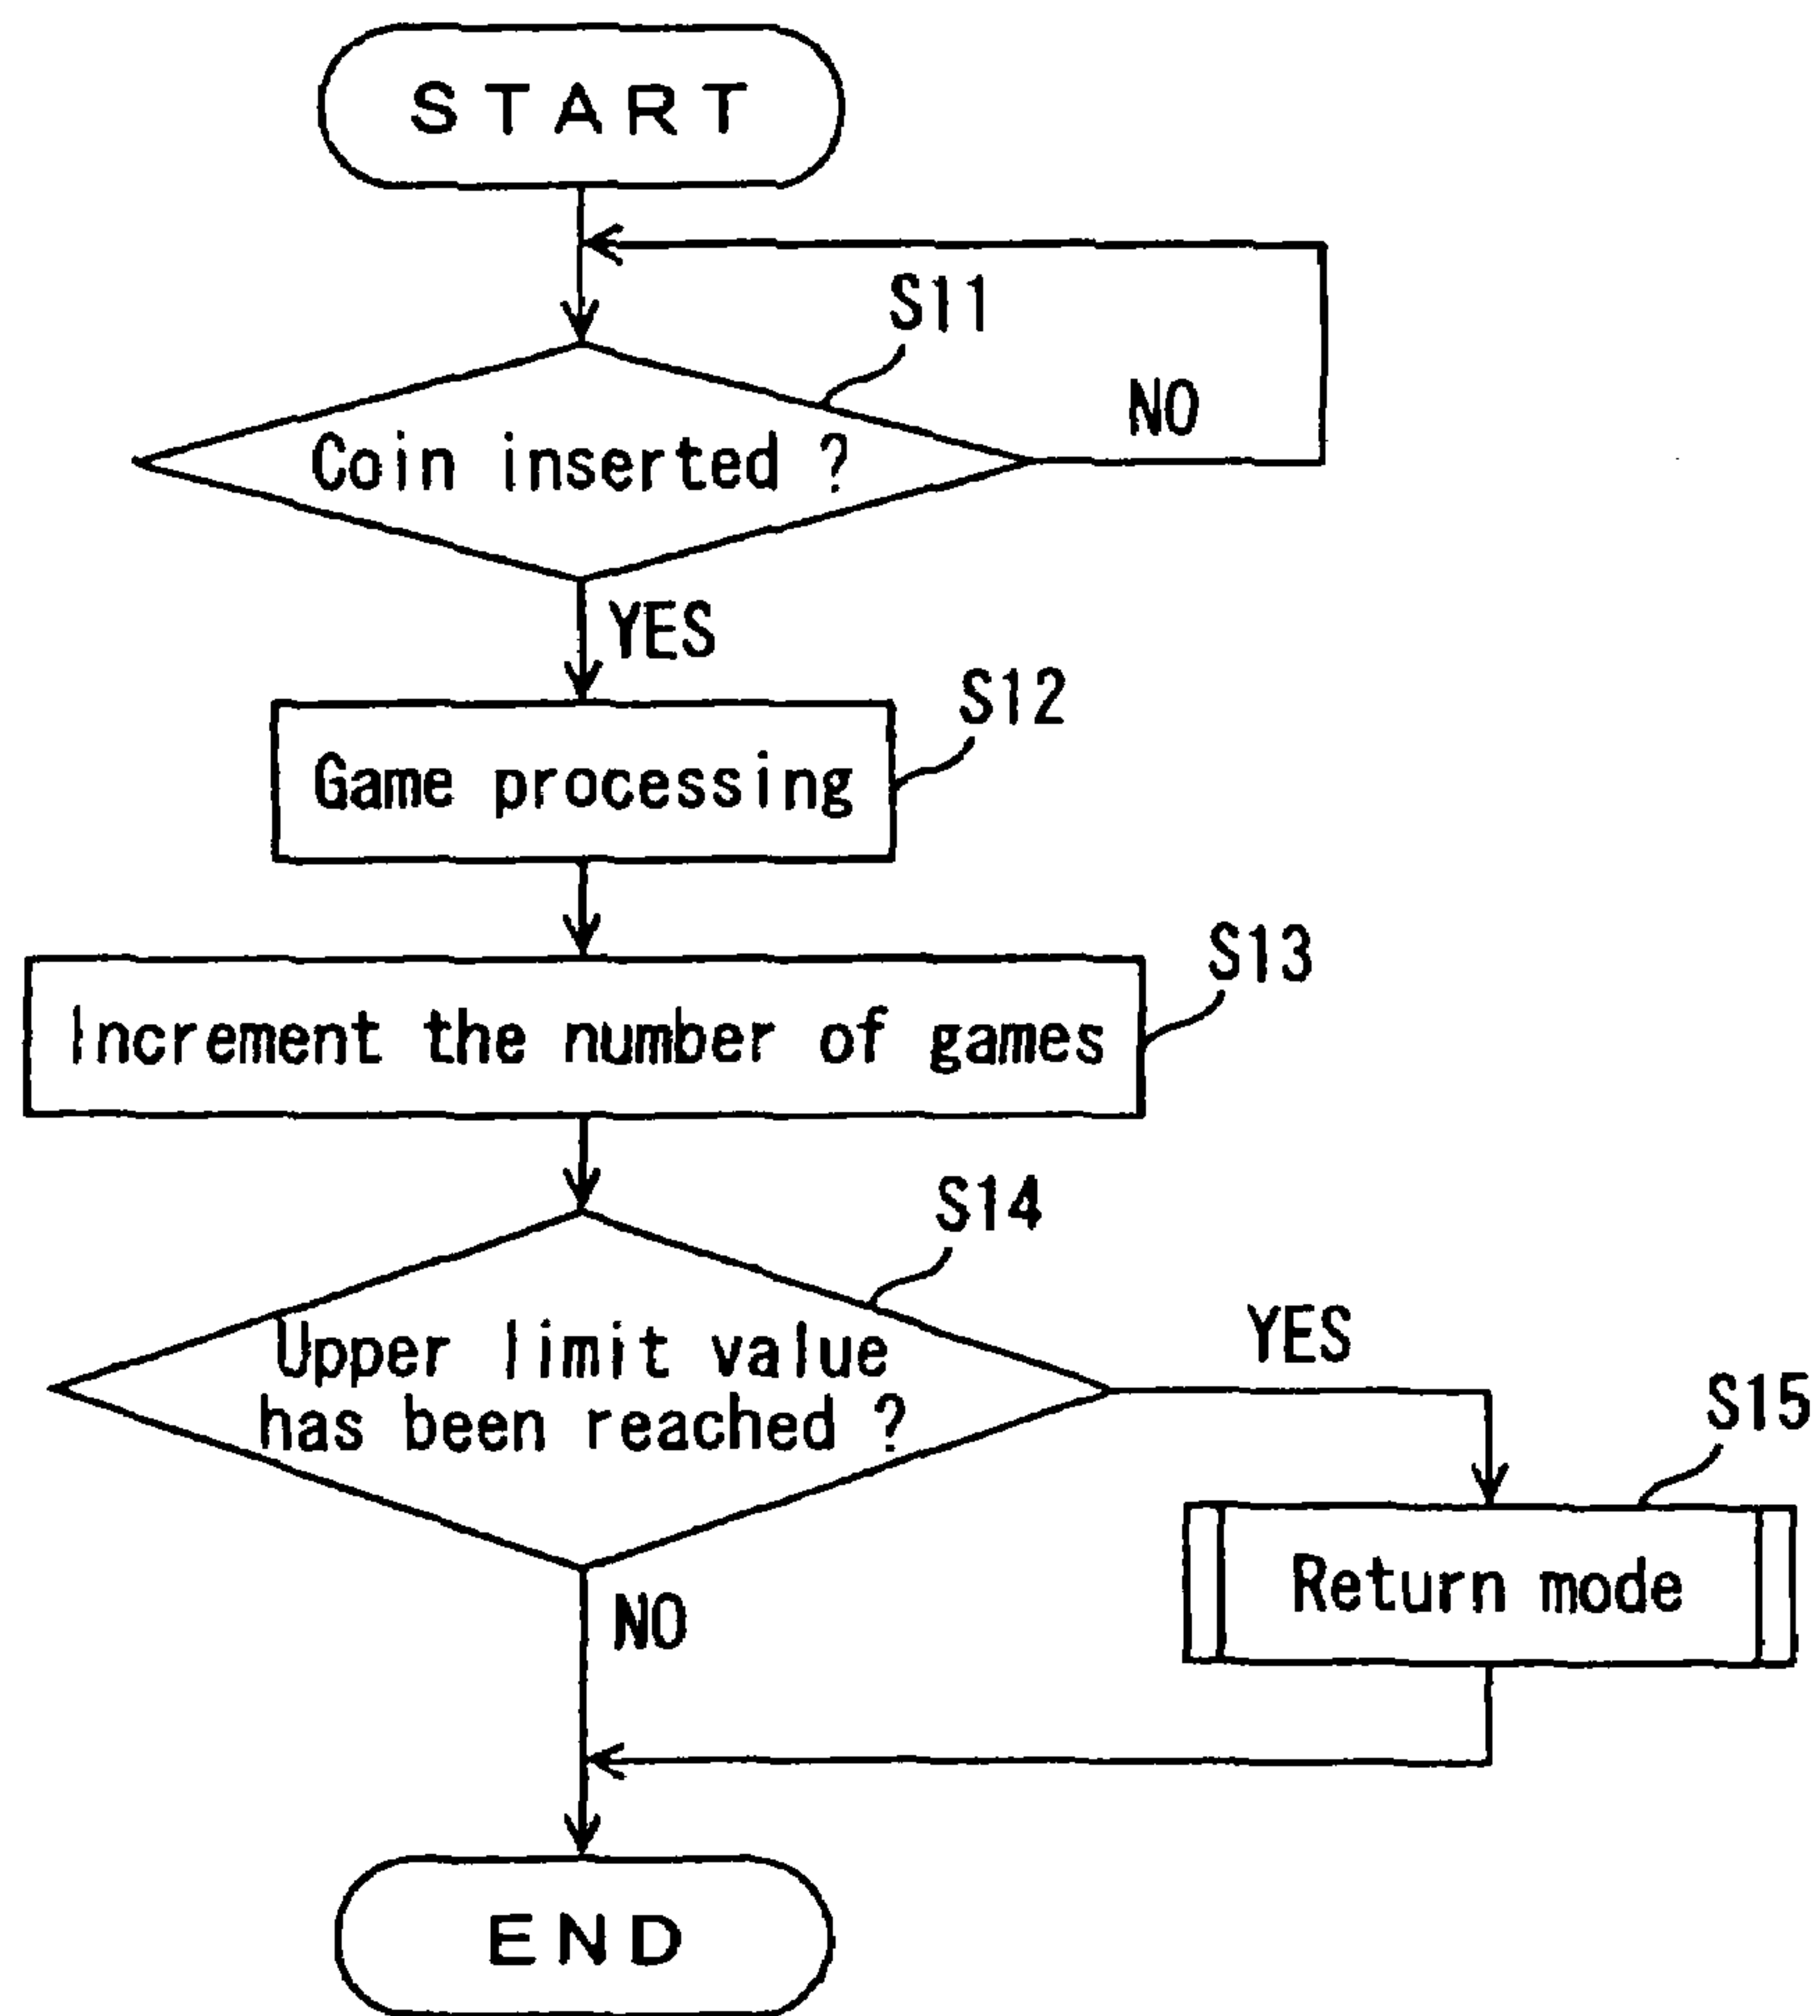 START
S11
Coin inserted ?
NO
YES
S12
Game processing
S13
Increment the number of games
S14
Upper limit value
has been reached ?
YES
S15
Return mode
NO
END